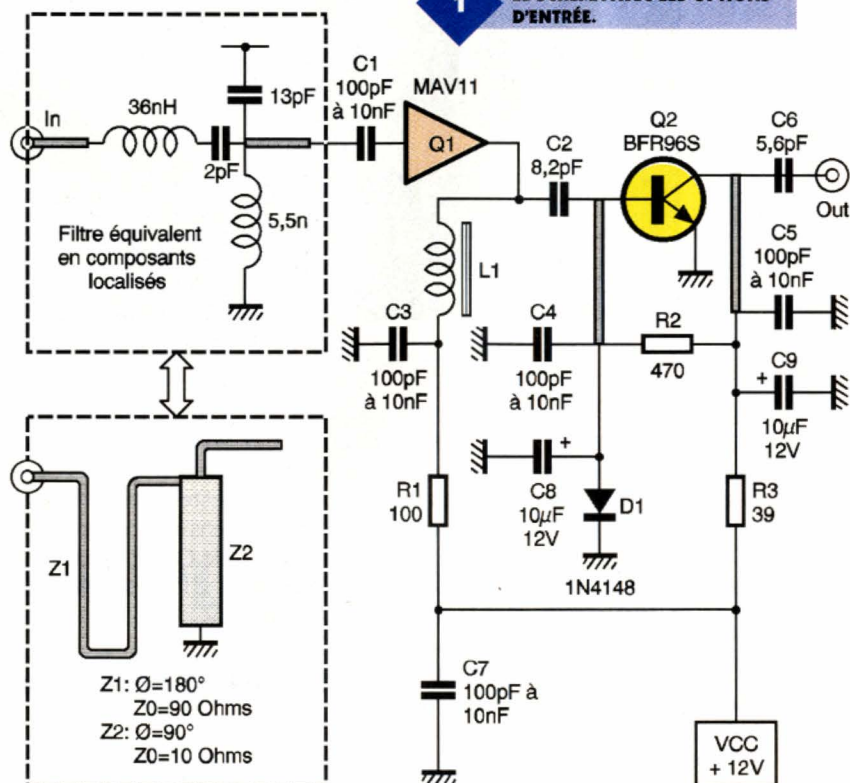 1
D'ENTRÉE.
In
36nH
2pF
13pF
5,5n
Filtre équivalent
en composants
localisés
C1
100pF
à 10nF
MAV11
Q1
C2
8,2pF
Q2
BFR96S
C6
5,6pF
Out
L1
C3
100pF
à 10nF
C4
100pF
à 10nF
R2
470
C5
100pF
à 10nF
+
C9
10µF
12V
R1
100
+
C8
10µF
12V
D1
1N4148
R3
39
Z1
Z2
Z1: Ø=180°
Z0=90 Ohms
Z2: Ø=90°
Z0=10 Ohms
C7
100pF à
10nF
VCC
+ 12V